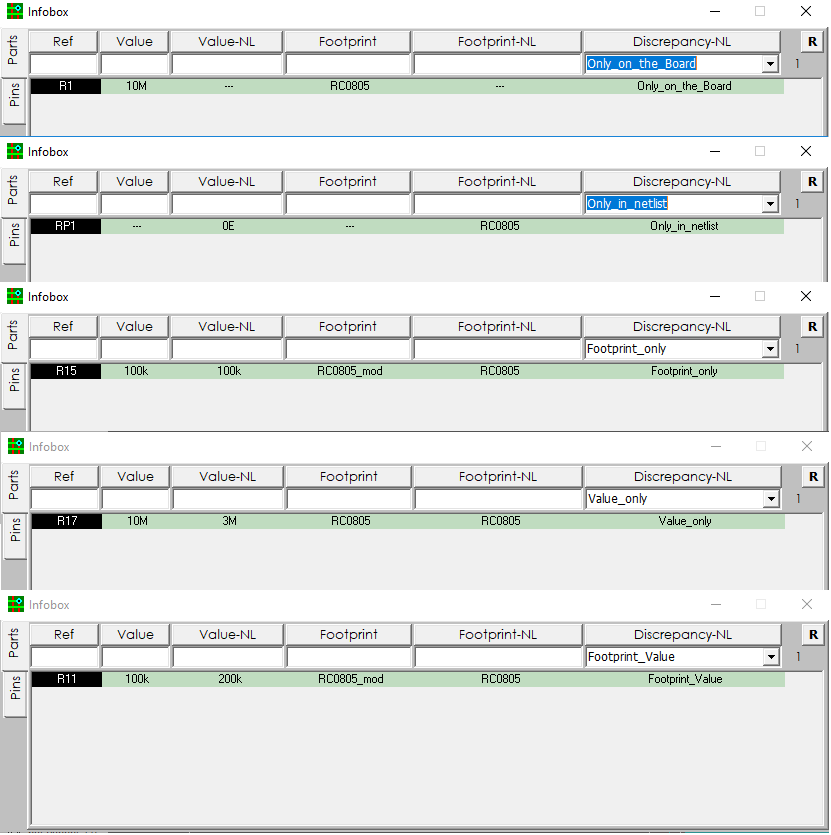 Infobox
Parts Ref Value Value-NL Footprint Footprint-NL Discrepancy-NL R
Only_on_the_Board 1
Pins R1 10M --- RC0805 --- Only_on_the_Board
Infobox
Parts Ref Value Value-NL Footprint Footprint-NL Discrepancy-NL R
Only_in_netlist 1
Pins RP1 --- 0E --- RC0805 Only_in_netlist
Infobox
Parts Ref Value Value-NL Footprint Footprint-NL Discrepancy-NL R
Footprint_only 1
Pins R15 100k 100k RC0805_mod RC0805 Footprint_only
Infobox
Parts Ref Value Value-NL Footprint Footprint-NL Discrepancy-NL R
Value_only 1
Pins R17 10M 3M RC0805 RC0805 Value_only
Infobox
Parts Ref Value Value-NL Footprint Footprint-NL Discrepancy-NL R
Footprint_Value 1
Pins R11 100k 200k RC0805_mod RC0805 Footprint_Value